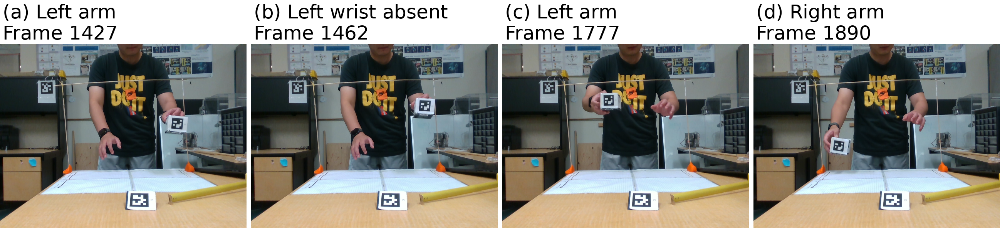 (a) Left arm
Frame 1427
(b) Left wrist absent
Frame 1462
(c) Left arm
Frame 1777
(d) Right arm
Frame 1890
JUST
DO IT
JUST
DO IT
JUST
DO IT
JUST
DO IT